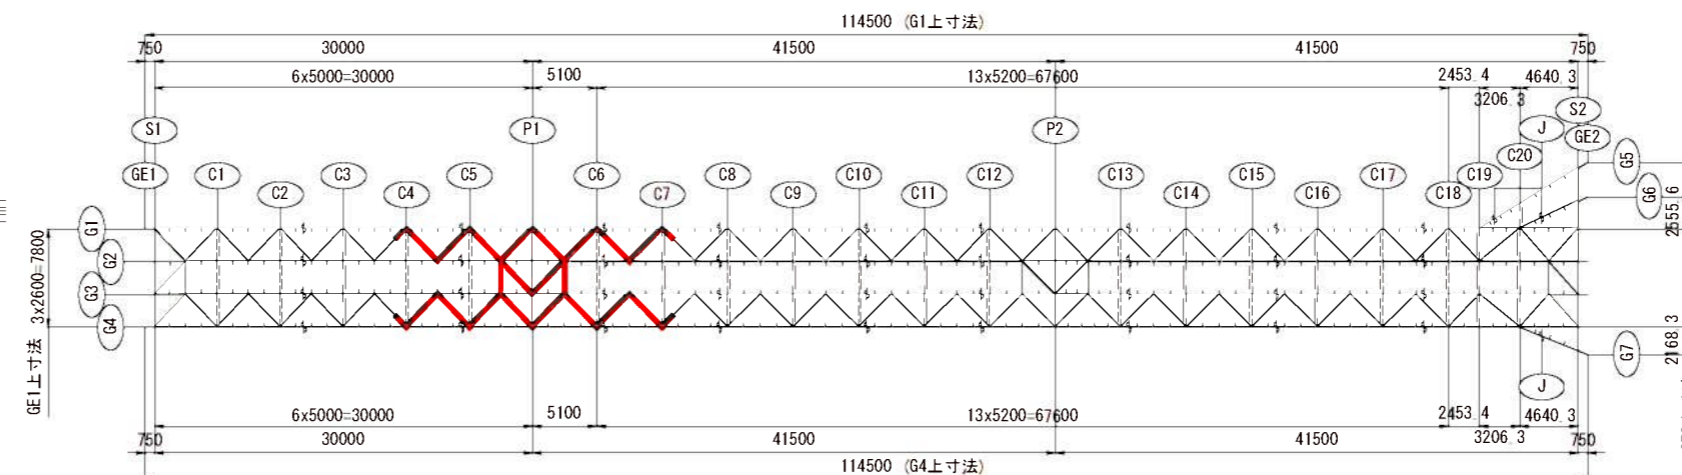 114500 (G1上寸法)
750 30000 41500 41500 750
6x5000=30000 5100 13x5200=67600 2453.4 4640.3
3206.3
S1 P1 P2 J S2
GE2
C20
GE1 C1 C2 C3 C4 C5 C6 C7 C8 C9 C10 C11 C12 C13 C14 C15 C16 C17 C18 C19
G5
G6
2555.6
G1
G2
G3
G4
3x2600=7800
GE1上寸法
2168.3
G7
J
6x5000=30000 5100 13x5200=67600 2453.4 4640.3
750 30000 41500 41500 3206.3 750
114500 (G4上寸法)